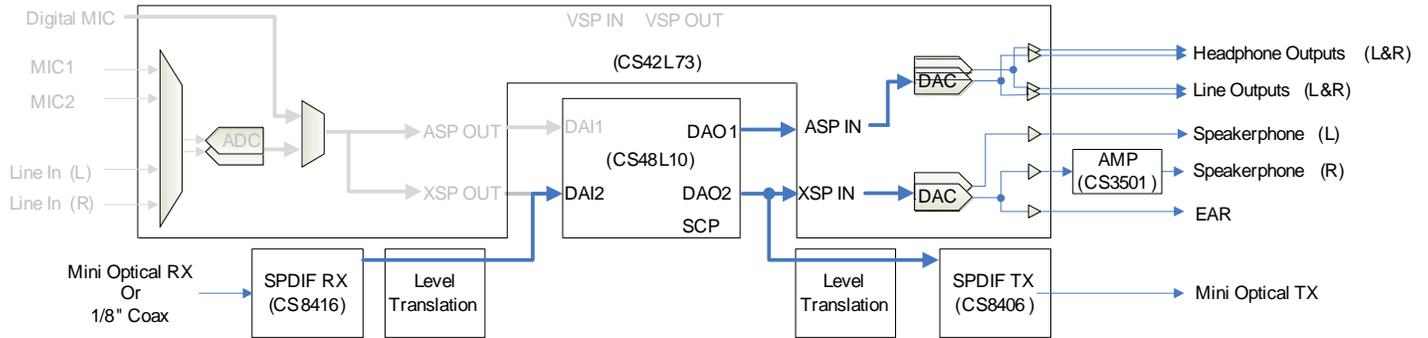 Digital MIC
VSP IN VSP OUT
(CS42L73)
MIC1
MIC2
Line In (L)
Line In (R)
ADC
ASP OUT
XSP OUT
DAI1
DAI2
(CS48L10)
DAO1
DAO2
SCP
ASP IN
XSP IN
DAC
DAC
Headphone Outputs (L&R)
Line Outputs (L&R)
Speakerphone (L)
AMP
(CS3501)
Speakerphone (R)
EAR
Mini Optical RX
Or
1/8" Coax
SPDIF RX
(CS8416)
Level
Translation
Level
Translation
SPDIF TX
(CS8406)
Mini Optical TX